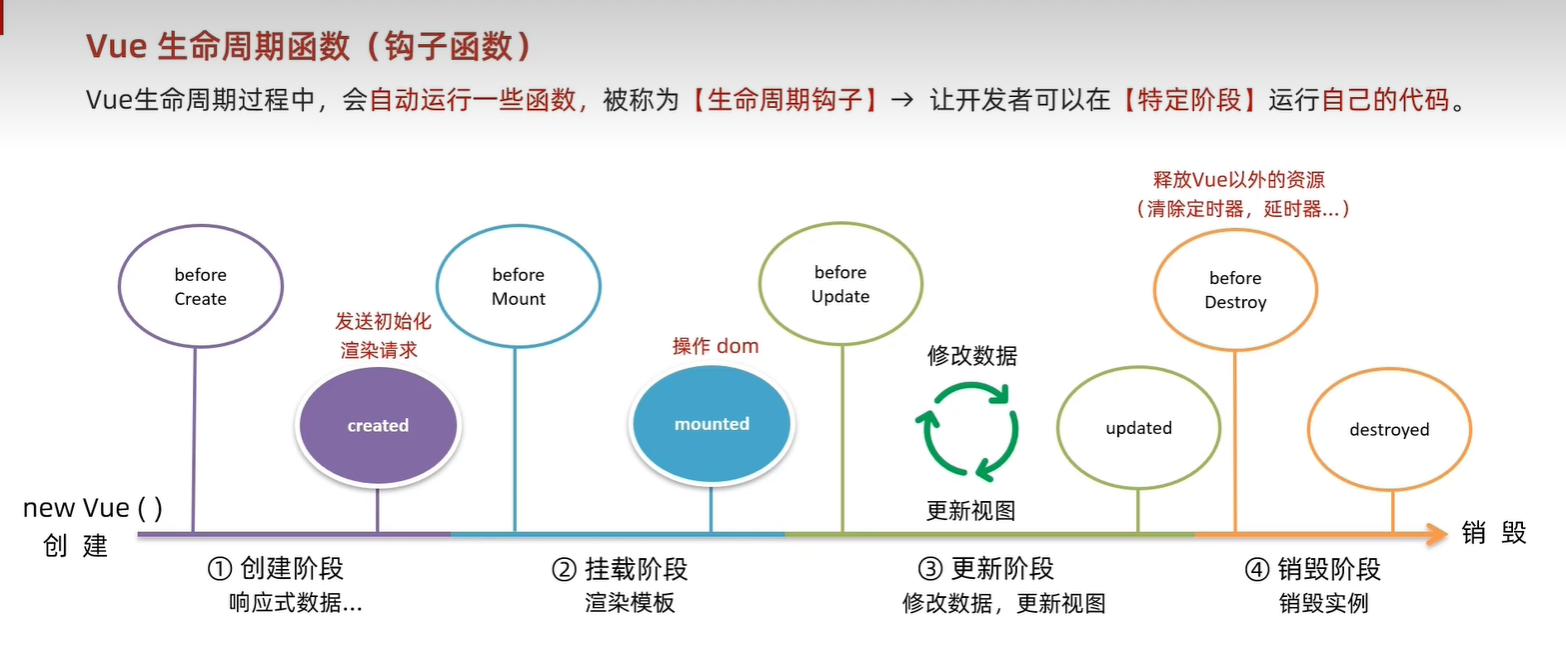 Vue 生命周期函数（钩子函数）
Vue生命周期过程中，会自动运行一些函数，被称为【生命周期钩子】→ 让开发者可以在【特定阶段】运行自己的代码。
释放Vue以外的资源
（清除定时器，延时器...）
before
Create
before
Mount
before
Update
before
Destroy
发送初始化
渲染请求
操作 dom
修改数据
created
mounted
updated
destroyed
更新视图
new Vue ( )
创 建
销 毁
① 创建阶段
响应式数据...
② 挂载阶段
渲染模板
③ 更新阶段
修改数据，更新视图
④ 销毁阶段
销毁实例